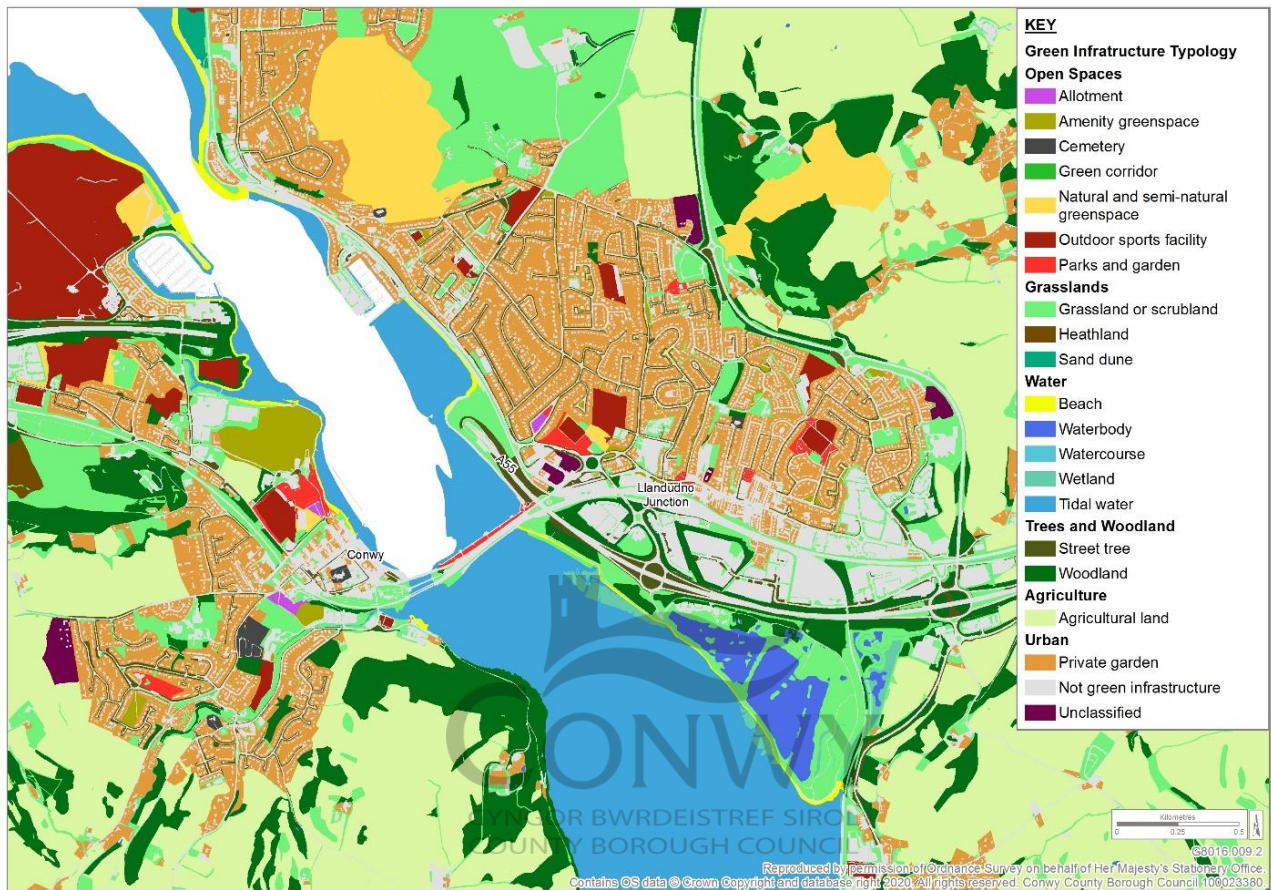 KEY
Green Infratructure Typology
Open Spaces
Allotment
Amenity greenspace
Cemetery
Green corridor
Natural and semi-natural
greenspace
Outdoor sports facility
Parks and garden
Grasslands
Grassland or scrubland
Heathland
Sand dune
Water
Beach
Waterbody
Watercourse
Wetland
Tidal water
Trees and Woodland
Street tree
Woodland
Agriculture
Agricultural land
Urban
Private garden
Not green infrastructure
Unclassified
A55
Llandudno
Junction
Conwy
CONWY
CYNGOR BWRDEISTREF SIROL
COUNTY BOROUGH COUNCIL
Kilometres
0 0.25 0.5
G8016.009.2
Reproduced by permission of Ordnance Survey on behalf of Her Majesty's Stationery Office.
Contains OS data © Crown Copyright and database right 2020. All rights reserved. Conwy County Borough Council 100023380